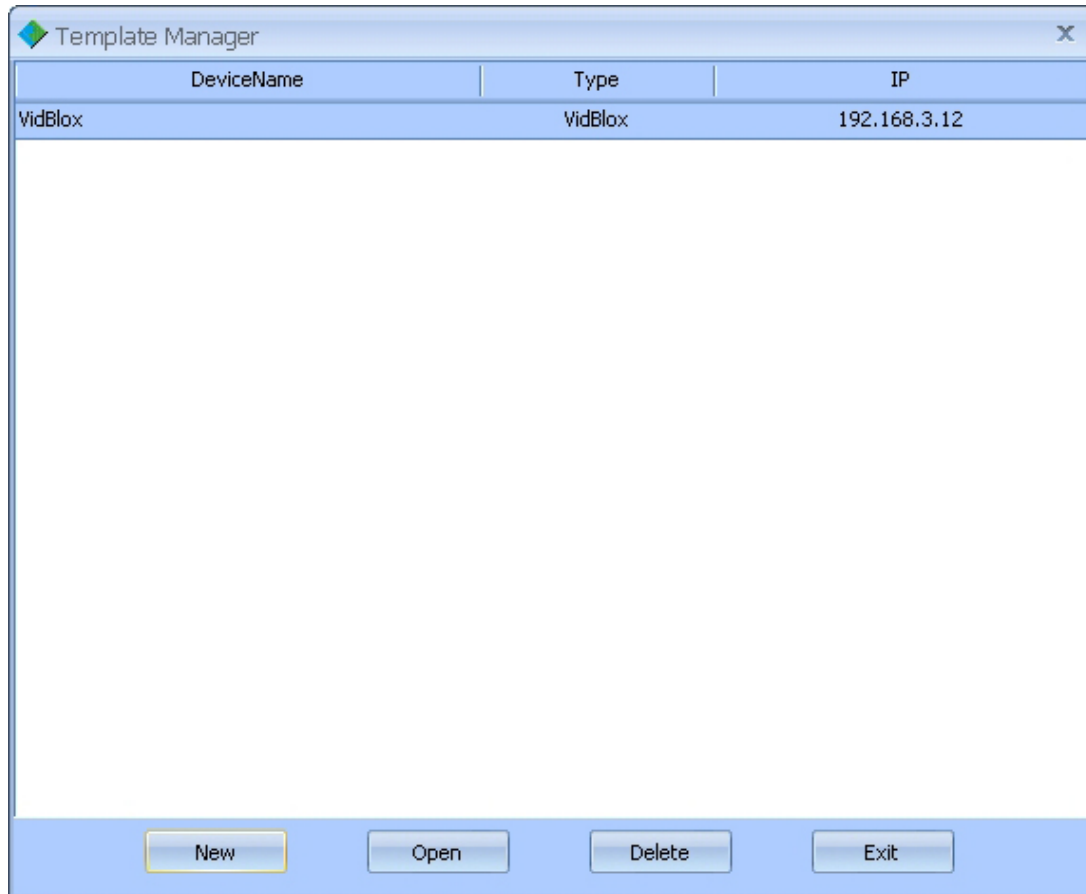 Template Manager
DeviceName Type IP
VidBlox VidBlox 192.168.3.12
New Open Delete Exit